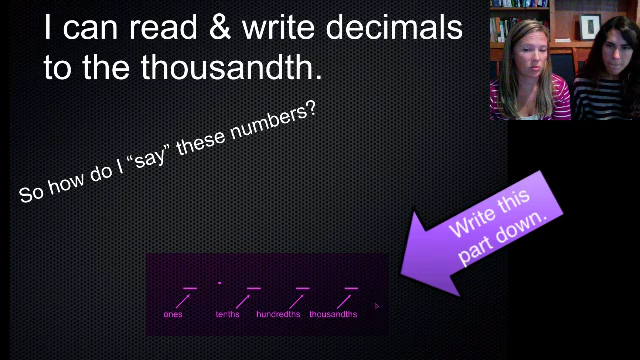 I can read & write decimals
to the thousandth.
So how do I “say” these numbers?
Write this
part down.
ones tenths hundredths thousandths